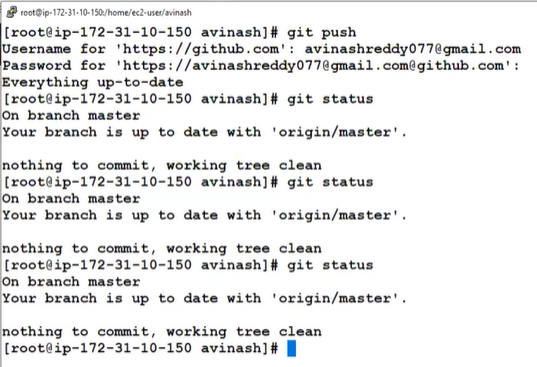 root@ip-172-31-10-150:/home/ec2-user/avinash
[root@ip-172-31-10-150 avinash]# git push
Username for 'https://github.com': avinashreddy077@gmail.com
Password for 'https://avinashreddy077@gmail.com@github.com':
Everything up-to-date
[root@ip-172-31-10-150 avinash]# git status
On branch master
Your branch is up to date with 'origin/master'.
nothing to commit, working tree clean
[root@ip-172-31-10-150 avinash]# git status
On branch master
Your branch is up to date with 'origin/master'.
nothing to commit, working tree clean
[root@ip-172-31-10-150 avinash]# git status
On branch master
Your branch is up to date with 'origin/master'.
nothing to commit, working tree clean
[root@ip-172-31-10-150 avinash]#